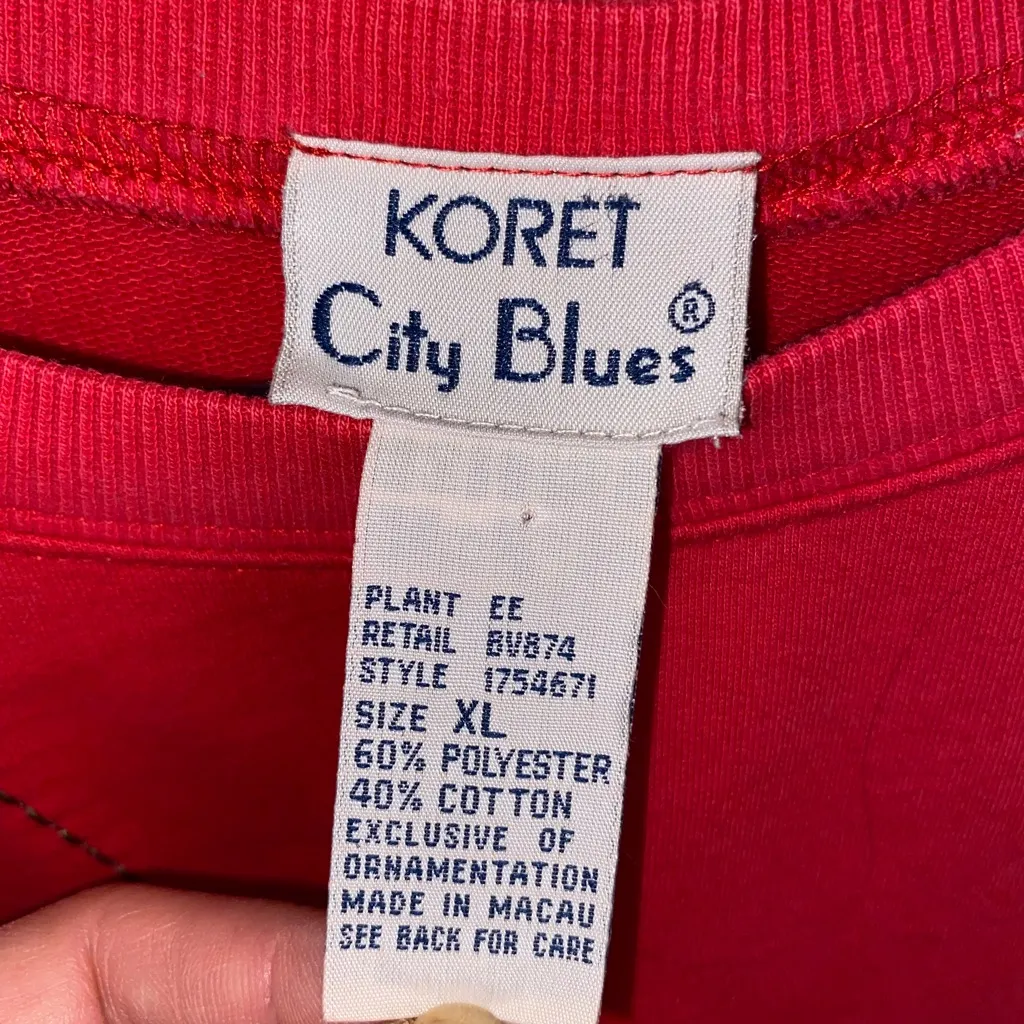 KORET
City Blues®
PLANT EE
RETAIL BV874
STYLE 1754671
SIZE XL
60% POLYESTER
40% COTTON
EXCLUSIVE OF
ORNAMENTATION
MADE IN MACAU
SEE BACK FOR CARE